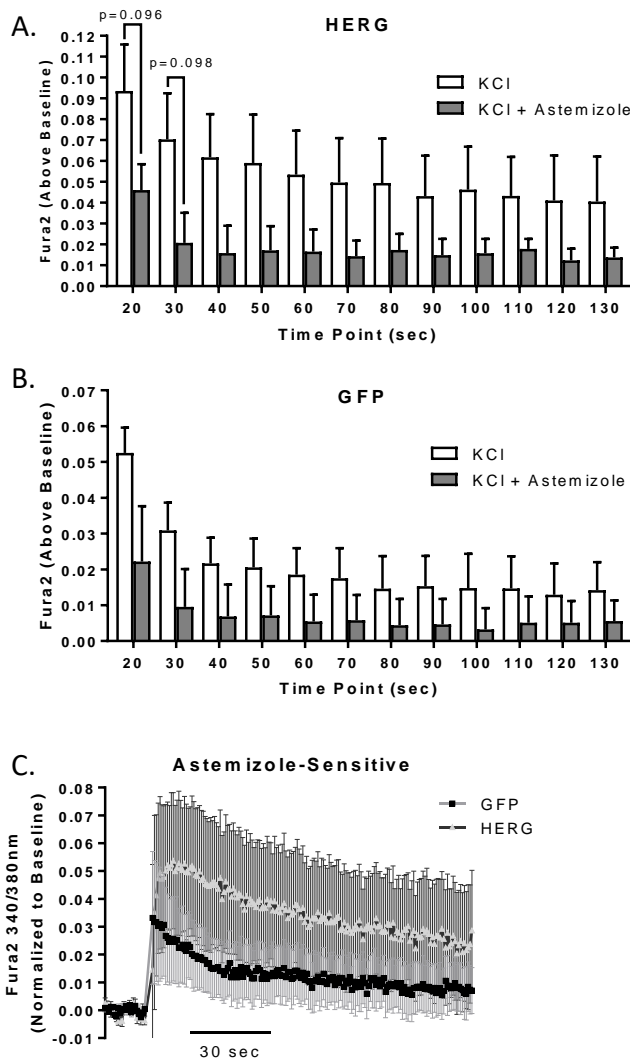 A.
HERG
p=0.096
p=0.098
KCl
KCl + Astemizole
Fura2 (Above Baseline)
0.12
0.11
0.10
0.09
0.08
0.07
0.06
0.05
0.04
0.03
0.02
0.01
0.00
20 30 40 50 60 70 80 90 100 110 120 130
Time Point (sec)
B.
GFP
KCl
KCl + Astemizole
Fura2 (Above Baseline)
0.07
0.06
0.05
0.04
0.03
0.02
0.01
0.00
20 30 40 50 60 70 80 90 100 110 120 130
Time Point (sec)
C.
Astemizole-Sensitive
GFP
HERG
Fura2 340/380nm
(Normalized to Baseline)
0.08
0.07
0.06
0.05
0.04
0.03
0.02
0.01
0.00
-0.01
30 sec